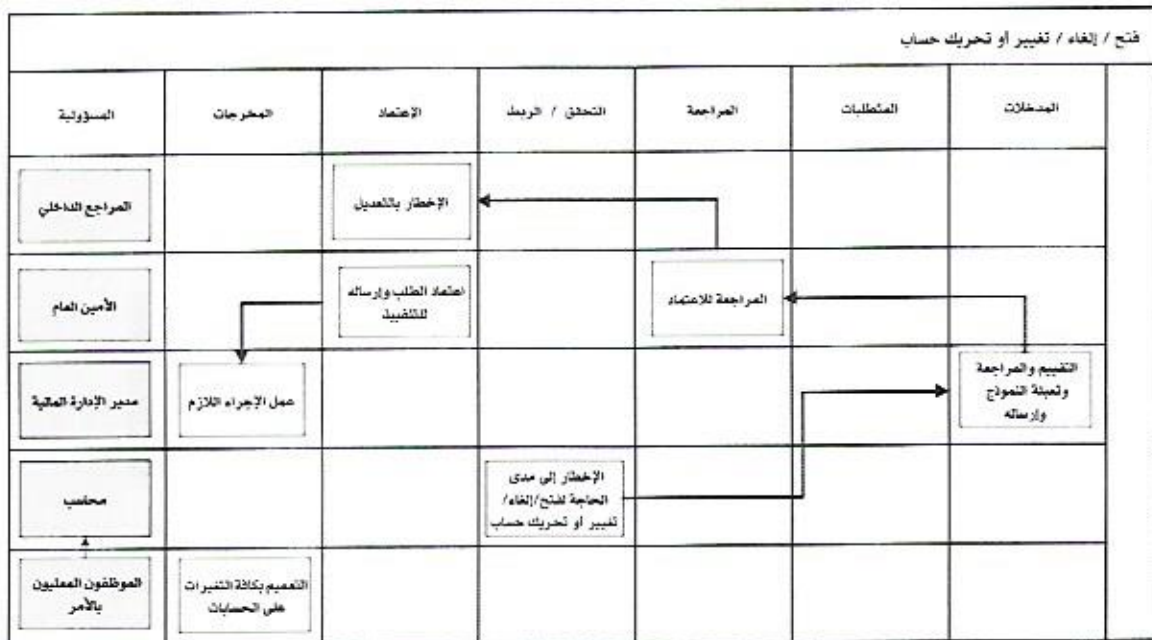 فتح / إلغاء / تغيير أو تحريك حساب
المدخلات
المتطلبات
المراجعة
التحقق / الربط
الإعتماد
المخرجات
المسؤولية
الإخطار بالتعديل
المراجع الداخلي
المراجعة للاعتماد
اعتماد الطلب وإرساله
للتنفيذ
الأمين العام
التقييم والمراجعة
وتعبئة النموذج
وإرساله
عمل الإجراء اللازم
مدير الإدارة المالية
الإخطار إلى مدى
الحاجة لفتح/إلغاء/
تغيير أو تحريك حساب
محاسب
التعميم بكافة التغيرات
على الحسابات
الموظفون المعنيون
بالأمر